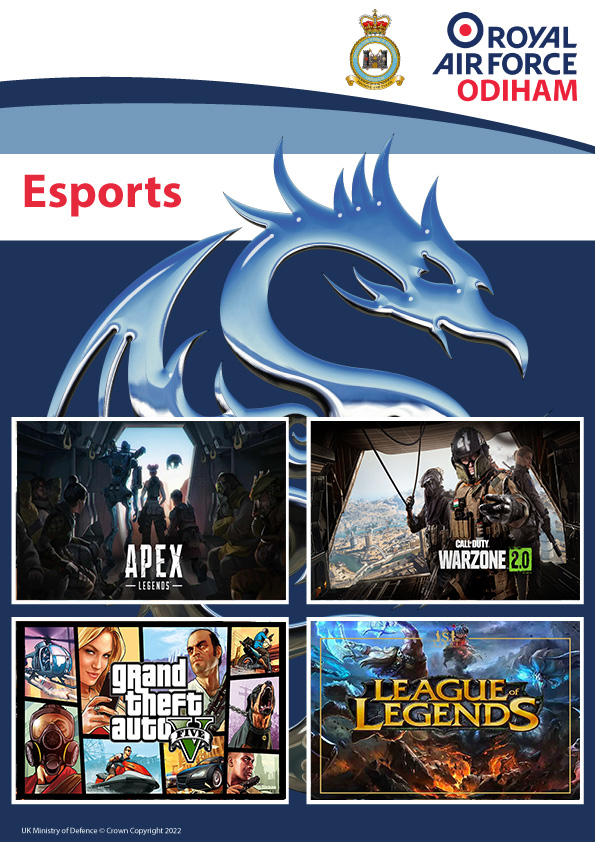 ROYAL
AIR FORCE
ODIHAM
Esports
APEX
LEGENDS
CALL OF DUTY
WARZONE 2.0
grand
theft
auto
FIVE
V
LEAGUE of
LEGENDS
UK Ministry of Defence © Crown Copyright 2022